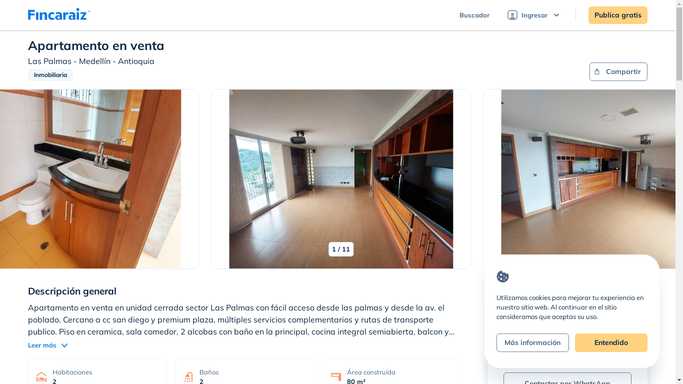 Fincaraiz
Buscador
Ingresar
Publica gratis
Apartamento en venta
Las Palmas - Medellín - Antioquia
Inmobiliaria
Compartir
1 / 11
Descripción general
Apartamento en venta en unidad cerrada sector Las Palmas con fácil acceso desde las palmas y desde la av. el
poblado. Cercano a cc san diego y premium plaza, múltiples servicios complementarios y rutas de transporte
publico. Piso en ceramica, sala comedor, 2 alcobas con baño en la principal, cocina integral semiabierta, balcon y...
Leer más
Habitaciones
2
Baños
2
Área construida
80 m²
Utilizamos cookies para mejorar tu experiencia en
nuestro sitio web. Al continuar en el sitio
consideramos que aceptas su uso.
Más información
Entendido
Contactar por WhatsApp